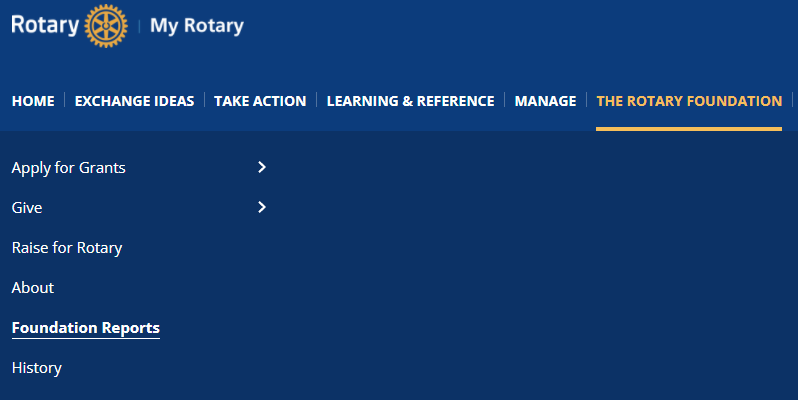 Rotary | My Rotary
HOME | EXCHANGE IDEAS | TAKE ACTION | LEARNING & REFERENCE | MANAGE | THE ROTARY FOUNDATION |
Apply for Grants
Give
Raise for Rotary
About
Foundation Reports
History